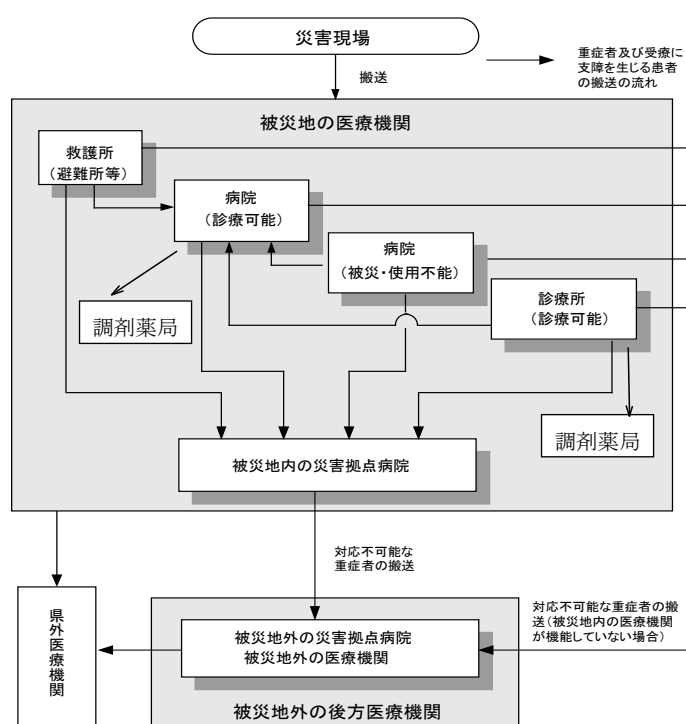 災害現場
搬送
重症者及び受療に
支障を生じる患者
の搬送の流れ
被災地の医療機関
救護所
（避難所等）
病院
（診療可能）
病院
（被災・使用不能）
診療所
（診療可能）
調剤薬局
調剤薬局
被災地内の災害拠点病院
対応不可能な
重症者の搬送
県外医療機関
被災地外の災害拠点病院
被災地外の医療機関
対応不可能な重症者の搬
送（被災地内の医療機関
が機能していない場合）
被災地外の後方医療機関